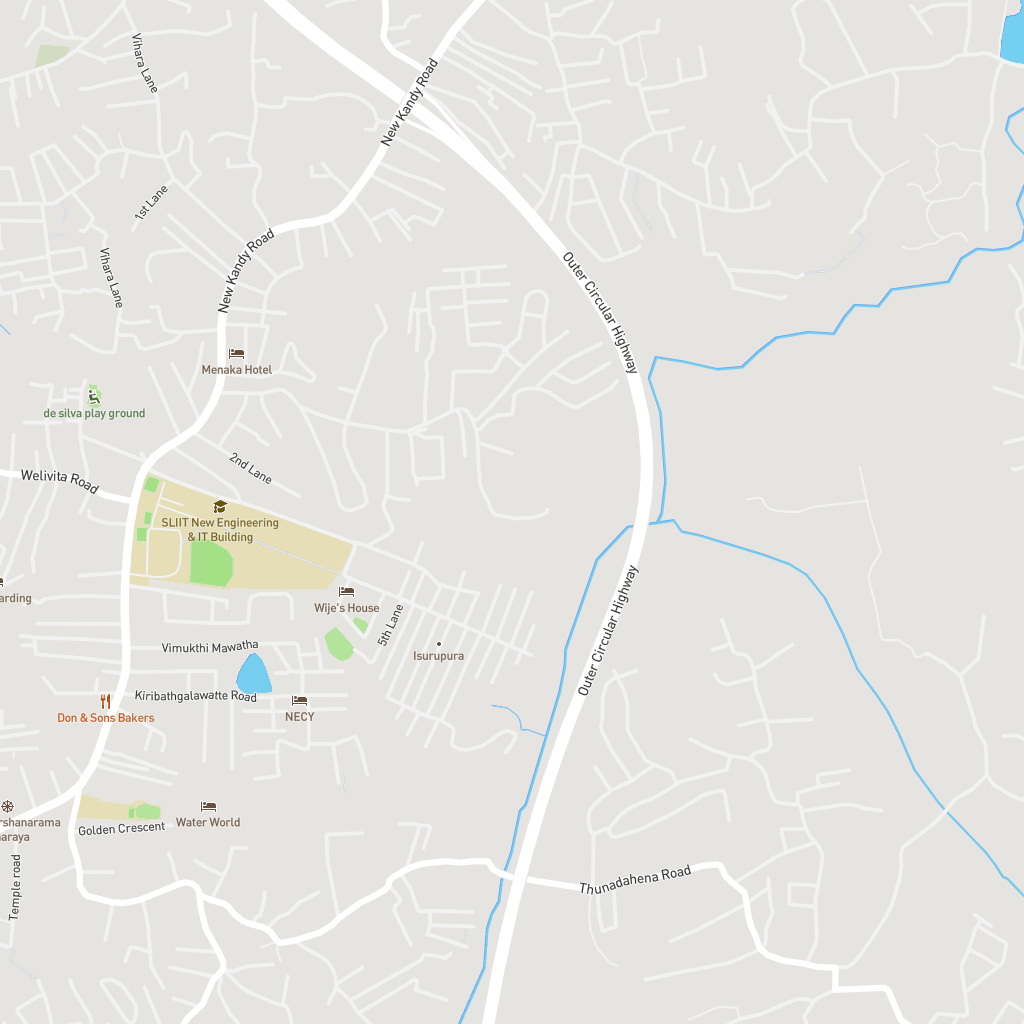 Vihara Lane
New Kandy Road
1st Lane
Vihara Lane
New Kandy Road
Outer Circular Highway
Menaka Hotel
de silva play ground
2nd Lane
Welivita Road
SLIIT New Engineering
& IT Building
arding
Wije's House
5th Lane
Outer Circular Highway
Vimukthi Mawatha
Isurupura
Kiribathgalawatte Road
NECY
Don & Sons Bakers
rshanarama
naraya
Water World
Golden Crescent
Temple road
Thunadahena Road